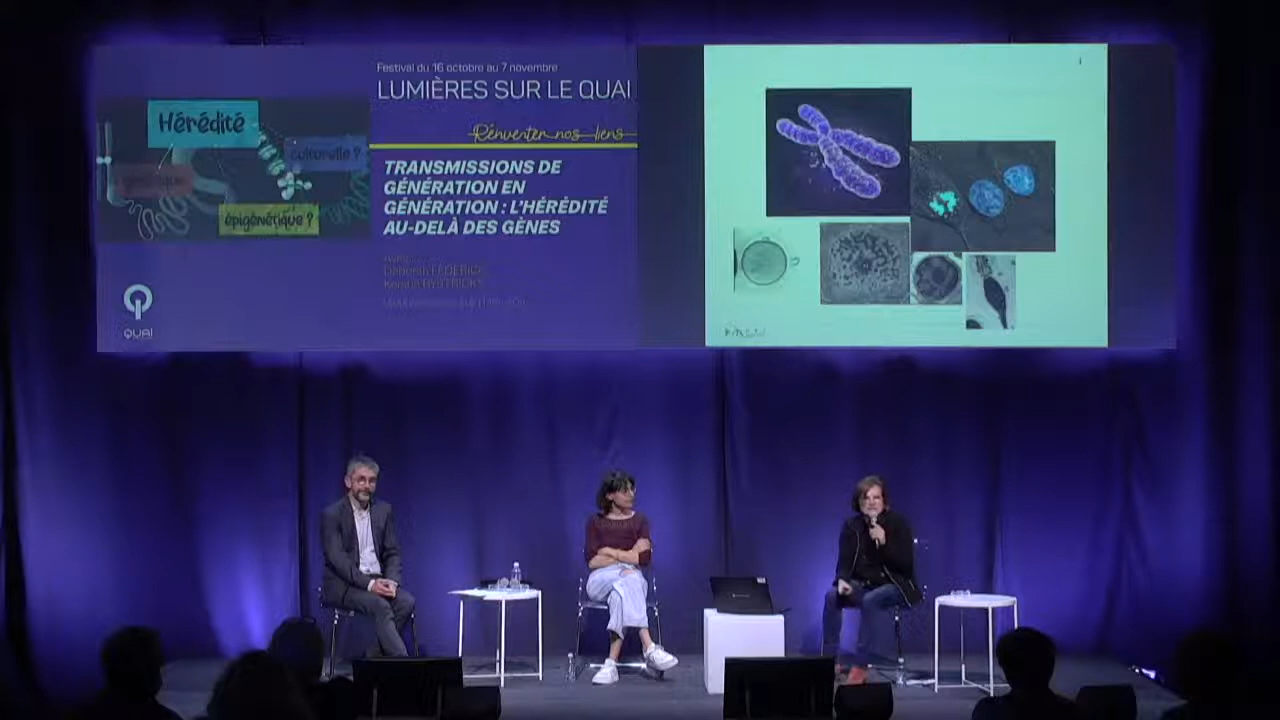 Hérédité
culturelle ?
génétique
épigénétique ?
Festival du 16 octobre au 7 novembre
LUMIÈRES SUR LE QUAI
Réinventer nos liens
TRANSMISSIONS DE
GÉNÉRATION EN
GÉNÉRATION : L'HÉRÉDITÉ
AU-DELÀ DES GÈNES
QUAI